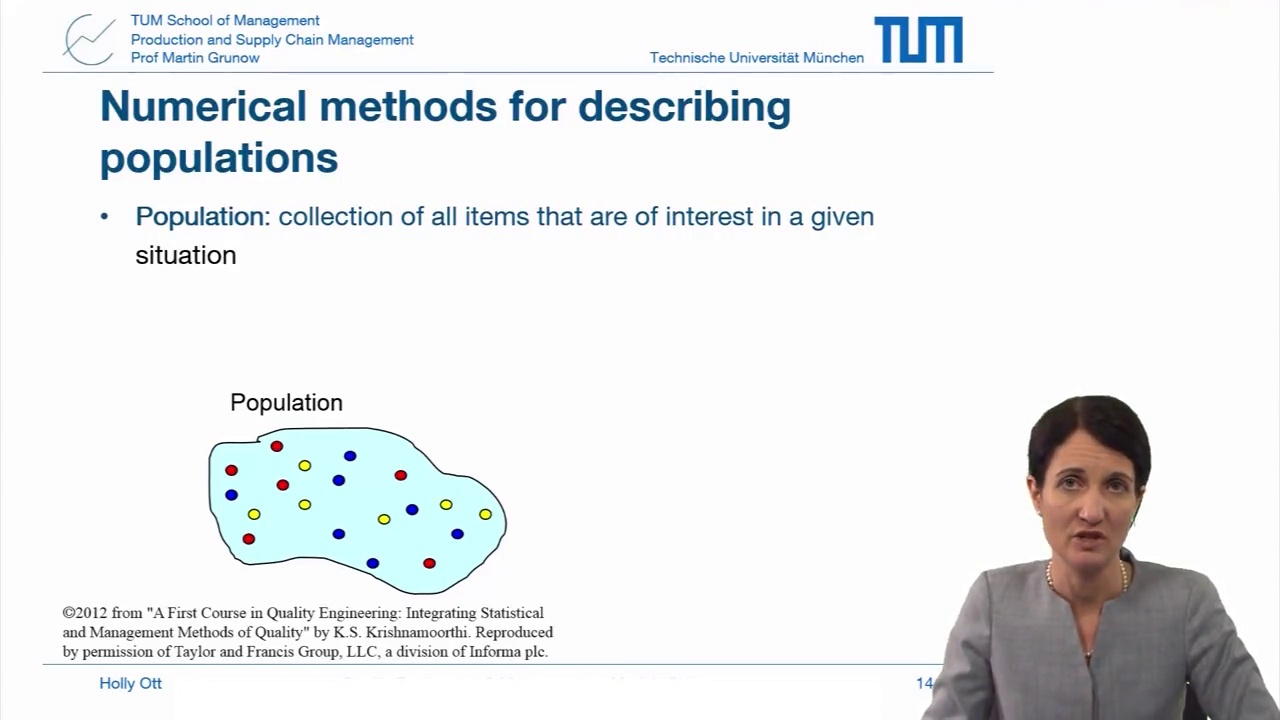 TUM School of Management
Production and Supply Chain Management
Prof Martin Grunow
Technische Universität München
TUM
Numerical methods for describing
populations
• Population: collection of all items that are of interest in a given
situation
Population
©2012 from "A First Course in Quality Engineering: Integrating Statistical
and Management Methods of Quality" by K.S. Krishnamoorthi. Reproduced
by permission of Taylor and Francis Group, LLC, a division of Informa plc.
Holly Ott
14